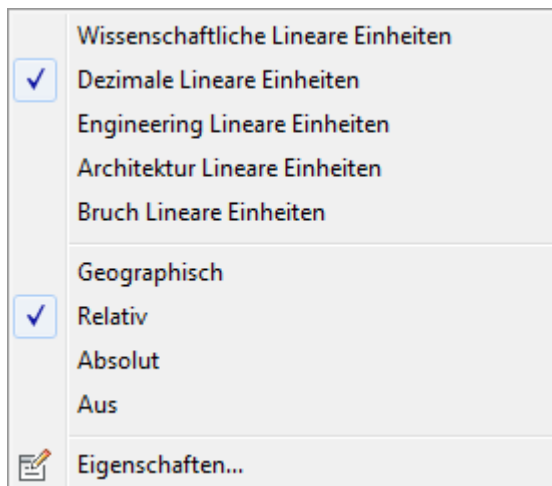 Wissenschaftliche Lineare Einheiten
Dezimale Lineare Einheiten
Engineering Lineare Einheiten
Architektur Lineare Einheiten
Bruch Lineare Einheiten
Geographisch
Relativ
Absolut
Aus
Eigenschaften...